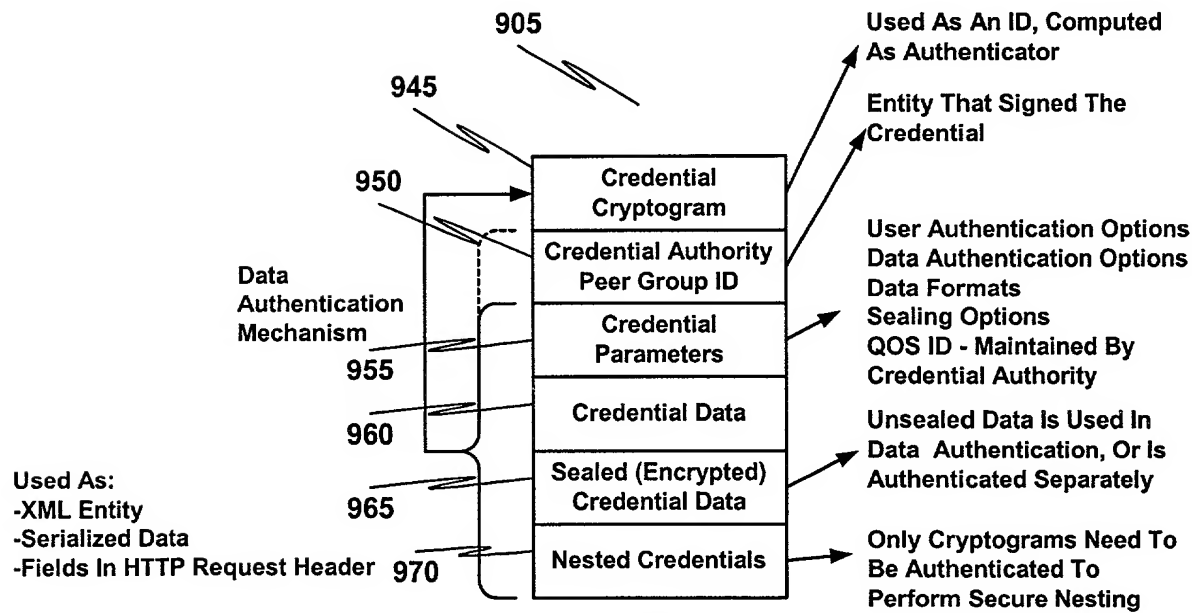 905
Used As An ID, Computed
As Authenticator
945
Entity That Signed The
Credential
950
Credential
Cryptogram
Credential Authority
Peer Group ID
User Authentication Options
Data Authentication Options
Data Formats
Sealing Options
QOS ID - Maintained By
Credential Authority
Data
Authentication
Mechanism
955
Credential
Parameters
960
Credential Data
Unsealed Data Is Used In
Data Authentication, Or Is
Authenticated Separately
Used As:
-XML Entity
-Serialized Data
-Fields In HTTP Request Header
965
Sealed (Encrypted)
Credential Data
970
Nested Credentials
Only Cryptograms Need To
Be Authenticated To
Perform Secure Nesting